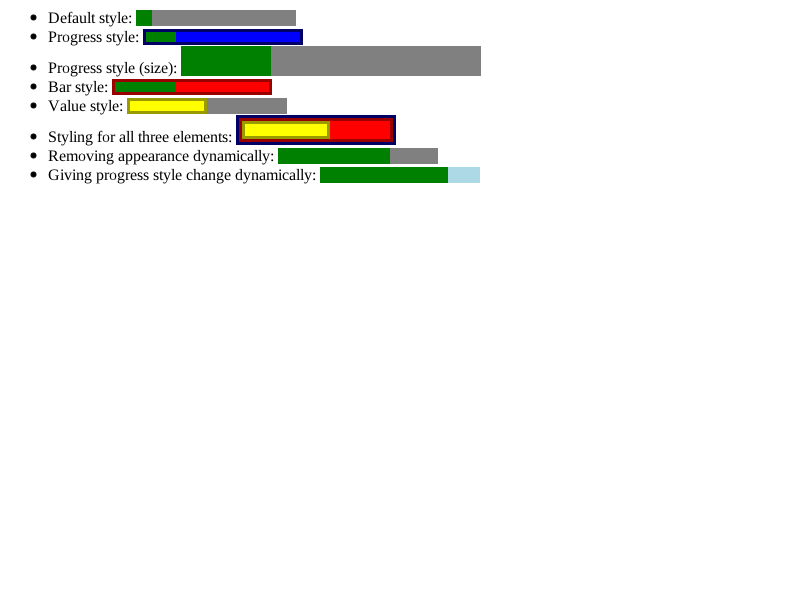 Default style:
Progress style:
Progress style (size):
Bar style:
Value style:
Styling for all three elements:
Removing appearance dynamically:
Giving progress style change dynamically: